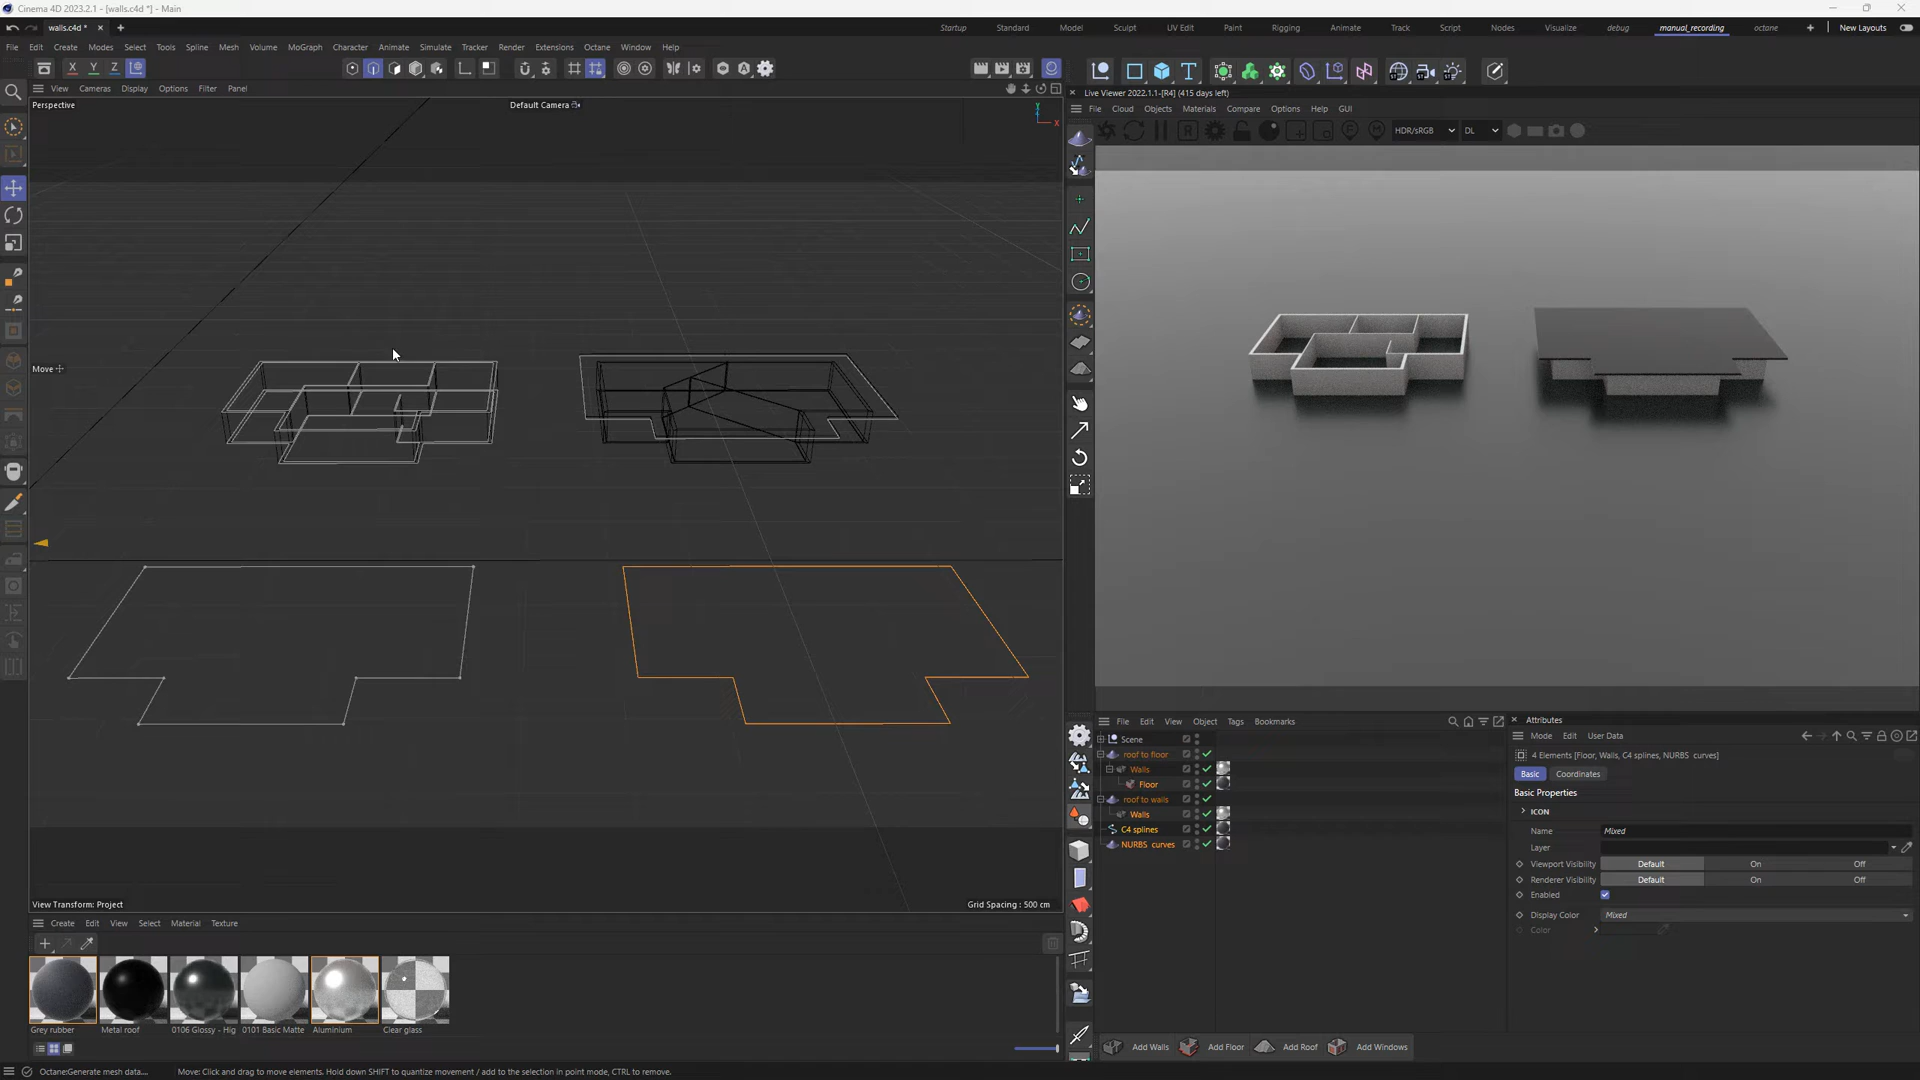 Cinema 4D 2023.2.1 - [walls.c4d *] - Main
walls.c4d *
Startup Standard Model Sculpt UV Edit Paint Rigging Animate Track Script Nodes Visualize debug manual_recording octane New Layouts
File Edit Create Modes Select Tools Spline Mesh Volume MoGraph Character Animate Simulate Tracker Render Extensions Octane Window Help
X Y Z
View Cameras Display Options Filter Panel
Perspective
Default Camera
Y
X
Live Viewer 2022.1.1-[R4] (415 days left)
File Cloud Objects Materials Compare Options Help GUI
HDR/sRGB DL
Move
View Transform: Project
Grid Spacing : 500 cm
File Edit View Object Tags Bookmarks
Scene
roof to floor
Walls
Floor
roof to walls
Walls
C4 splines
NURBS curves
Attributes
Mode Edit User Data
4 Elements [Floor, Walls, C4 splines, NURBS curves]
Basic Coordinates
Basic Properties
ICON
Name Mixed
Layer
Viewport Visibility Default On Off
Renderer Visibility Default On Off
Enabled
Display Color Mixed
Color
Create Edit View Select Material Texture
Grey rubber Metal roof 0106 Glossy - Hig 0101 Basic Matte Aluminium Clear glass
Add Walls Add Floor Add Roof Add Windows
Octane:Generate mesh data....
Move: Click and drag to move elements. Hold down SHIFT to quantize movement / add to the selection in point mode, CTRL to remove.